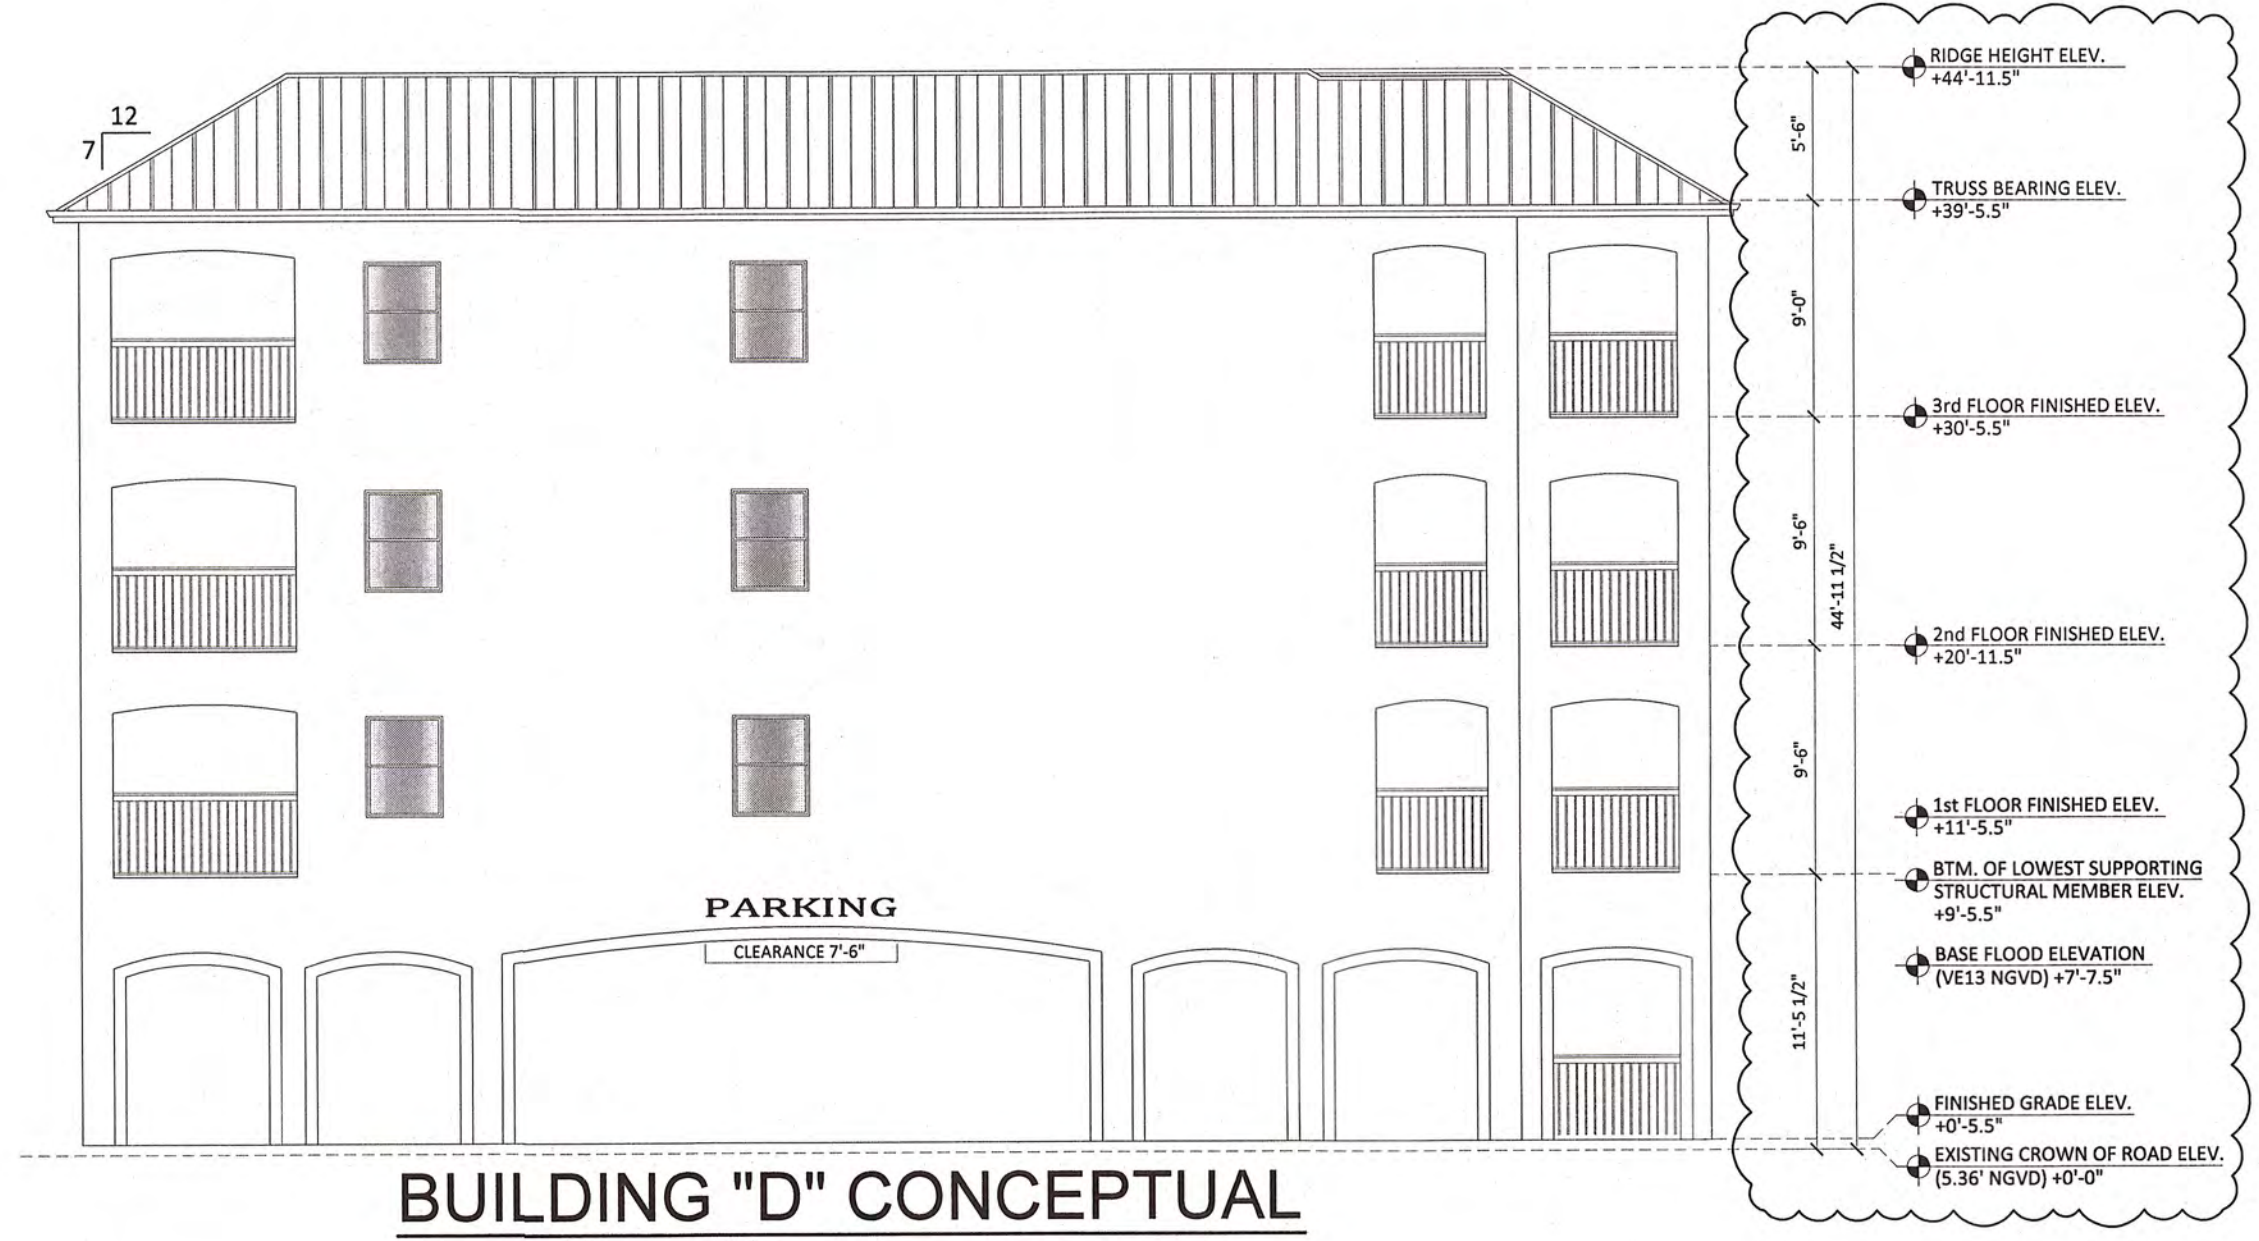 12
7
PARKING
CLEARANCE 7'-6"
BUILDING "D" CONCEPTUAL
5'-6"
9'-0"
9'-6"
9'-6"
11'-5 1/2"
44'-11 1/2"
RIDGE HEIGHT ELEV.
+44'-11.5"
TRUSS BEARING ELEV.
+39'-5.5"
3rd FLOOR FINISHED ELEV.
+30'-5.5"
2nd FLOOR FINISHED ELEV.
+20'-11.5"
1st FLOOR FINISHED ELEV.
+11'-5.5"
BTM. OF LOWEST SUPPORTING
STRUCTURAL MEMBER ELEV.
+9'-5.5"
BASE FLOOD ELEVATION
(VE13 NGVD) +7'-7.5"
FINISHED GRADE ELEV.
+0'-5.5"
EXISTING CROWN OF ROAD ELEV.
(5.36' NGVD) +0'-0"